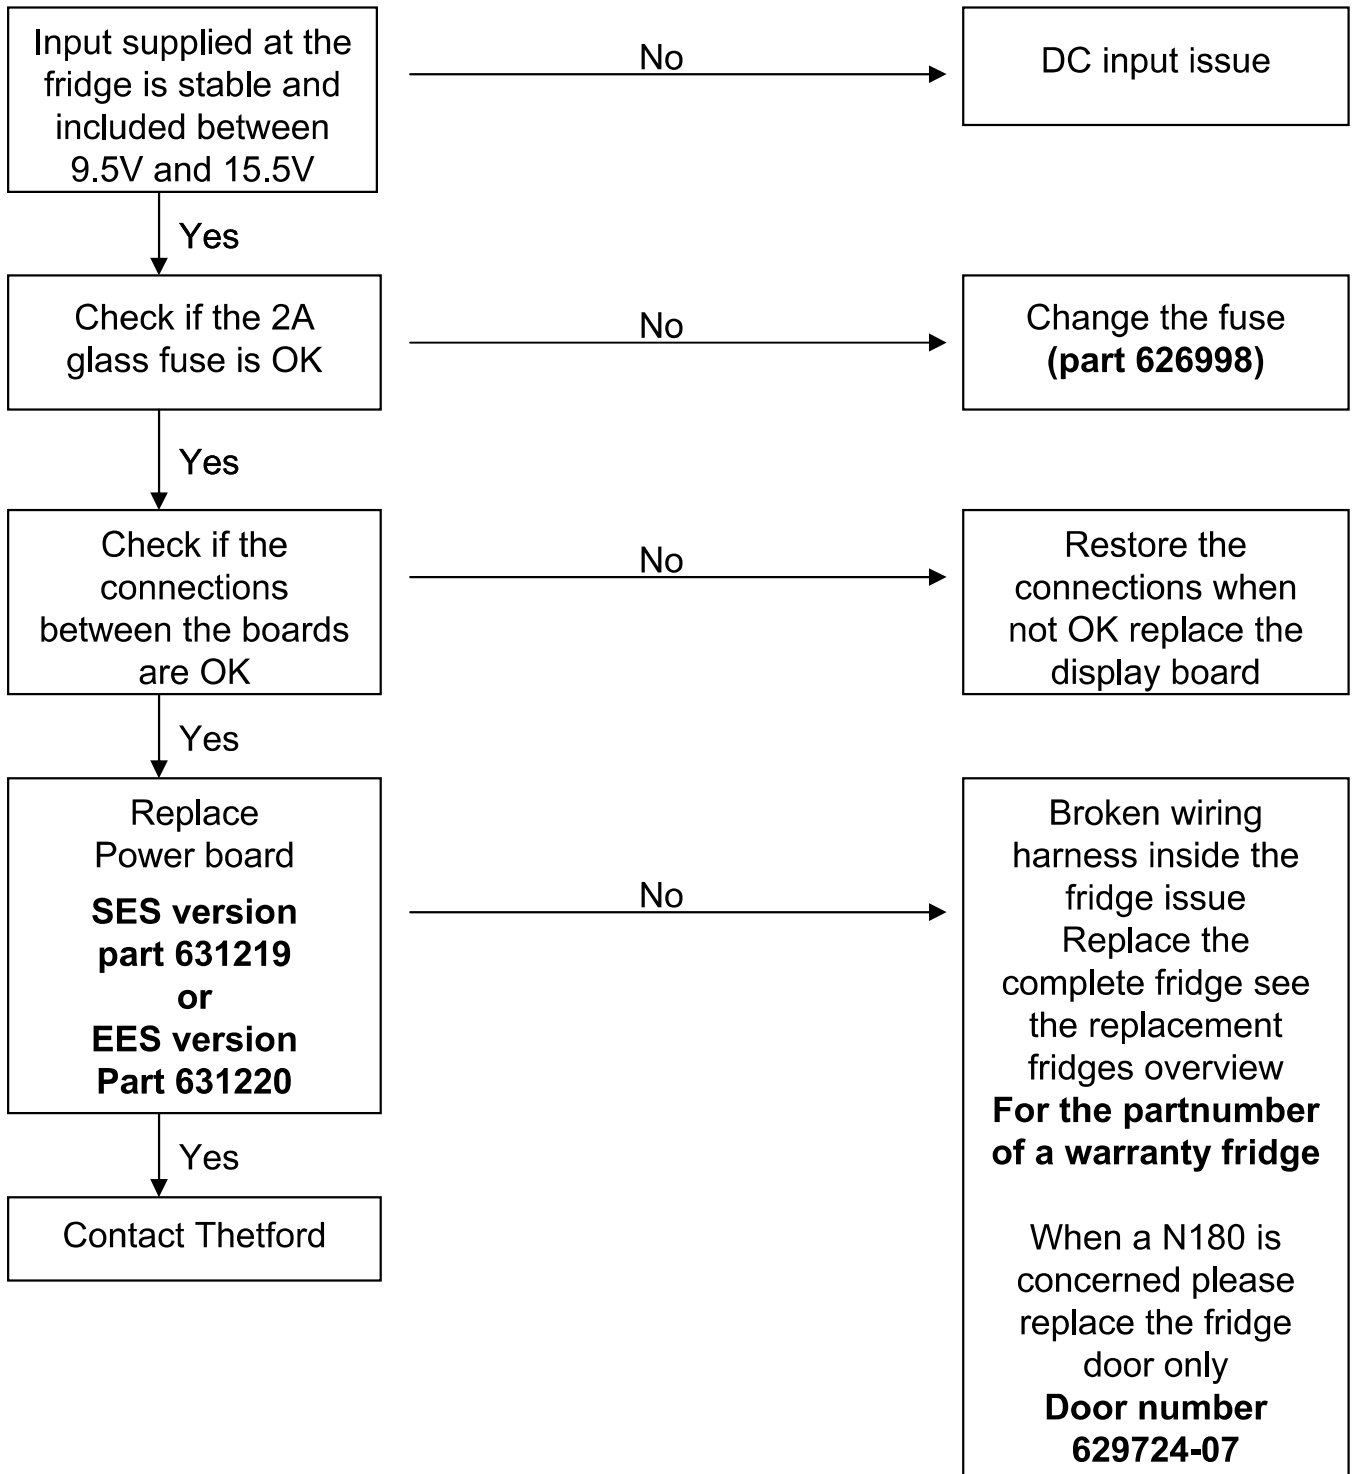 Input supplied at the
fridge is stable and
included between
9.5V and 15.5V
No
DC input issue
Yes
Check if the 2A
glass fuse is OK
No
Change the fuse
(part 626998)
Yes
Check if the
connections
between the boards
are OK
No
Restore the
connections when
not OK replace the
display board
Yes
Replace
Power board
SES version
part 631219
or
EES version
Part 631220
No
Broken wiring
harness inside the
fridge issue
Replace the
complete fridge see
the replacement
fridges overview
For the partnumber
of a warranty fridge
When a N180 is
concerned please
replace the fridge
door only
Door number
629724-07
Yes
Contact Thetford